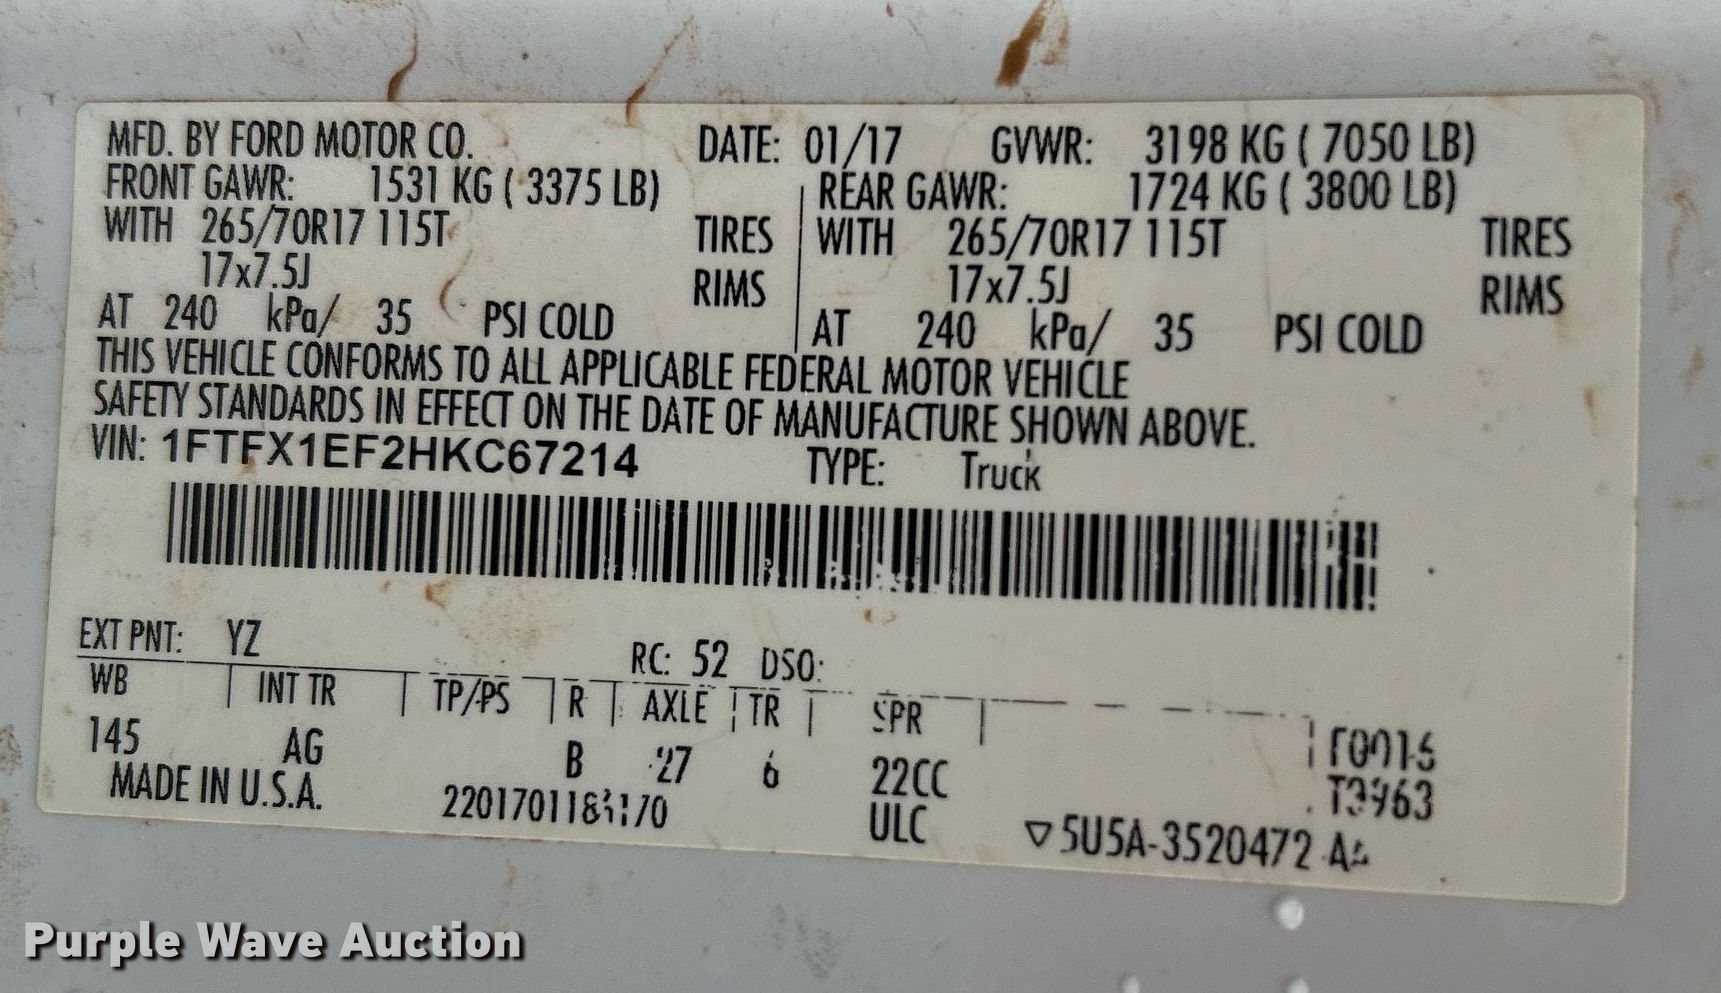 MFD. BY FORD MOTOR CO. DATE: 01/17 GVWR: 3198 KG ( 7050 LB)
FRONT GAWR: 1531 KG ( 3375 LB) REAR GAWR: 1724 KG ( 3800 LB)
WITH 265/70R17 115T TIRES WITH 265/70R17 115T TIRES
17x7.5J RIMS 17x7.5J RIMS
AT 240 kPa/ 35 PSI COLD AT 240 kPa/ 35 PSI COLD
THIS VEHICLE CONFORMS TO ALL APPLICABLE FEDERAL MOTOR VEHICLE
SAFETY STANDARDS IN EFFECT ON THE DATE OF MANUFACTURE SHOWN ABOVE.
VIN: 1FTFX1EF2HKC67214 TYPE: Truck
EXT PNT: YZ RC: 52 DSO:
WB INT TR TP/PS R AXLE TR SPR
145 AG B 27 6 22CC
MADE IN U.S.A. ULC ▽5U5A-3520472
Purple Wave Auction